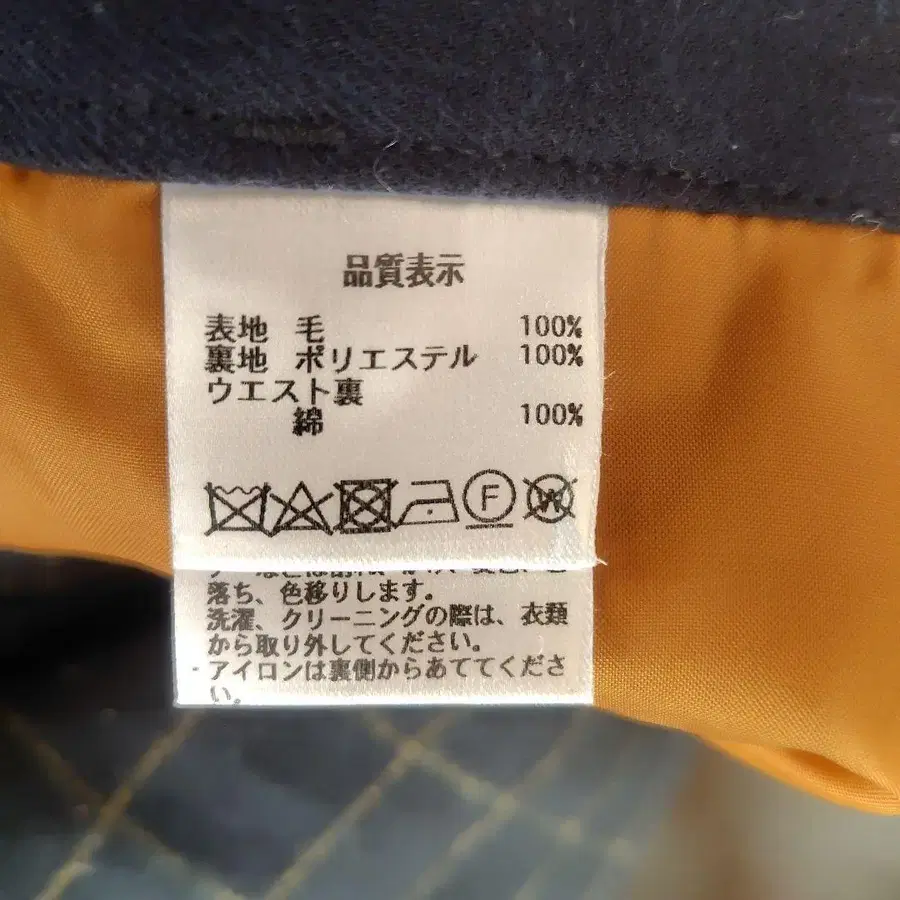 品質表示
表地 毛 100%
裏地 ポリエステル 100%
ウエスト裏
綿 100%
F W
落ち、色移りします。
洗濯、クリーニングの際は、衣類
から取り外してください。
アイロンは裏側からあててくださ
い。